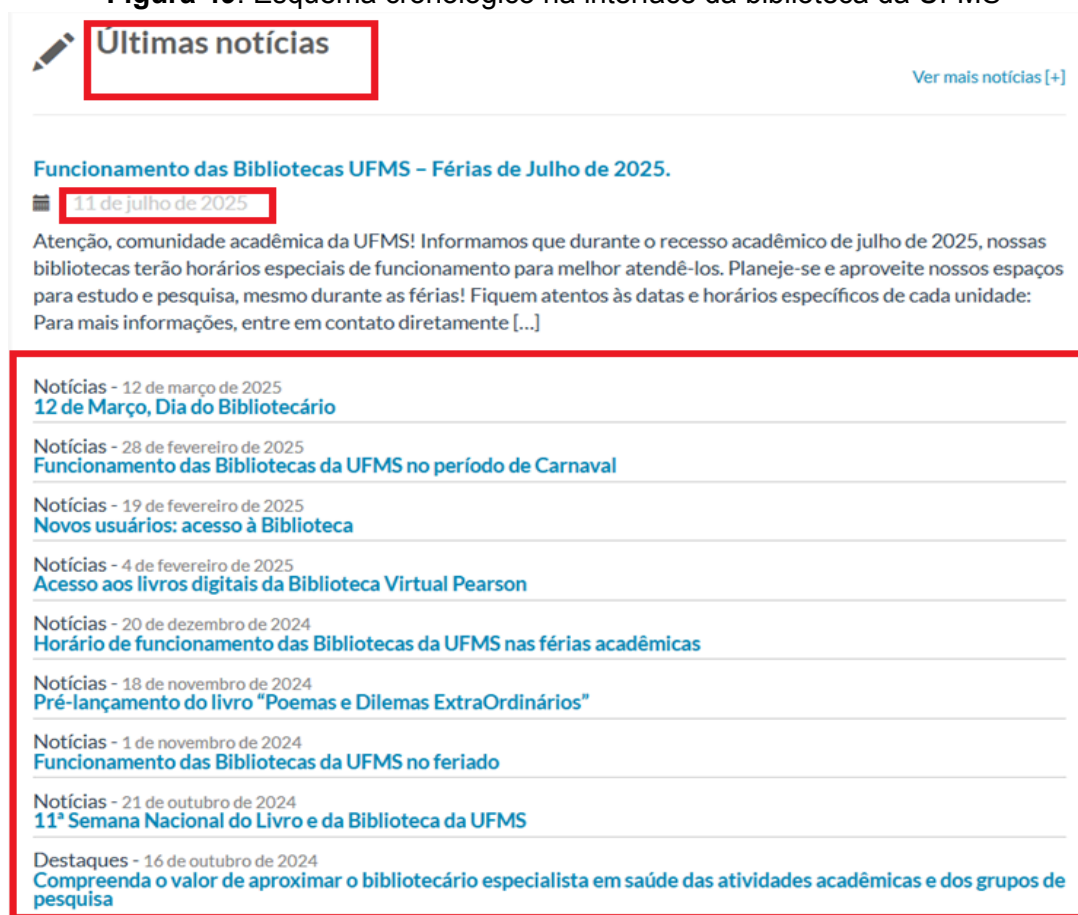 Figura 49. Esquema cronológico na interface da biblioteca da UFMS
Últimas notícias
Ver mais notícias [+]
Funcionamento das Bibliotecas UFMS – Férias de Julho de 2025.
11 de julho de 2025
Atenção, comunidade acadêmica da UFMS! Informamos que durante o recesso acadêmico de julho de 2025, nossas
bibliotecas terão horários especiais de funcionamento para melhor atendê-los. Planeje-se e aproveite nossos espaços
para estudo e pesquisa, mesmo durante as férias! Fiquem atentos às datas e horários específicos de cada unidade:
Para mais informações, entre em contato diretamente […]
Notícias - 12 de março de 2025
12 de Março, Dia do Bibliotecário
Notícias - 28 de fevereiro de 2025
Funcionamento das Bibliotecas da UFMS no período de Carnaval
Notícias - 19 de fevereiro de 2025
Novos usuários: acesso à Biblioteca
Notícias - 4 de fevereiro de 2025
Acesso aos livros digitais da Biblioteca Virtual Pearson
Notícias - 20 de dezembro de 2024
Horário de funcionamento das Bibliotecas da UFMS nas férias acadêmicas
Notícias - 18 de novembro de 2024
Pré-lançamento do livro “Poemas e Dilemas ExtraOrdinários”
Notícias - 1 de novembro de 2024
Funcionamento das Bibliotecas da UFMS no feriado
Notícias - 21 de outubro de 2024
11ª Semana Nacional do Livro e da Biblioteca da UFMS
Destaques - 16 de outubro de 2024
Compreenda o valor de aproximar o bibliotecário especialista em saúde das atividades acadêmicas e dos grupos de
pesquisa